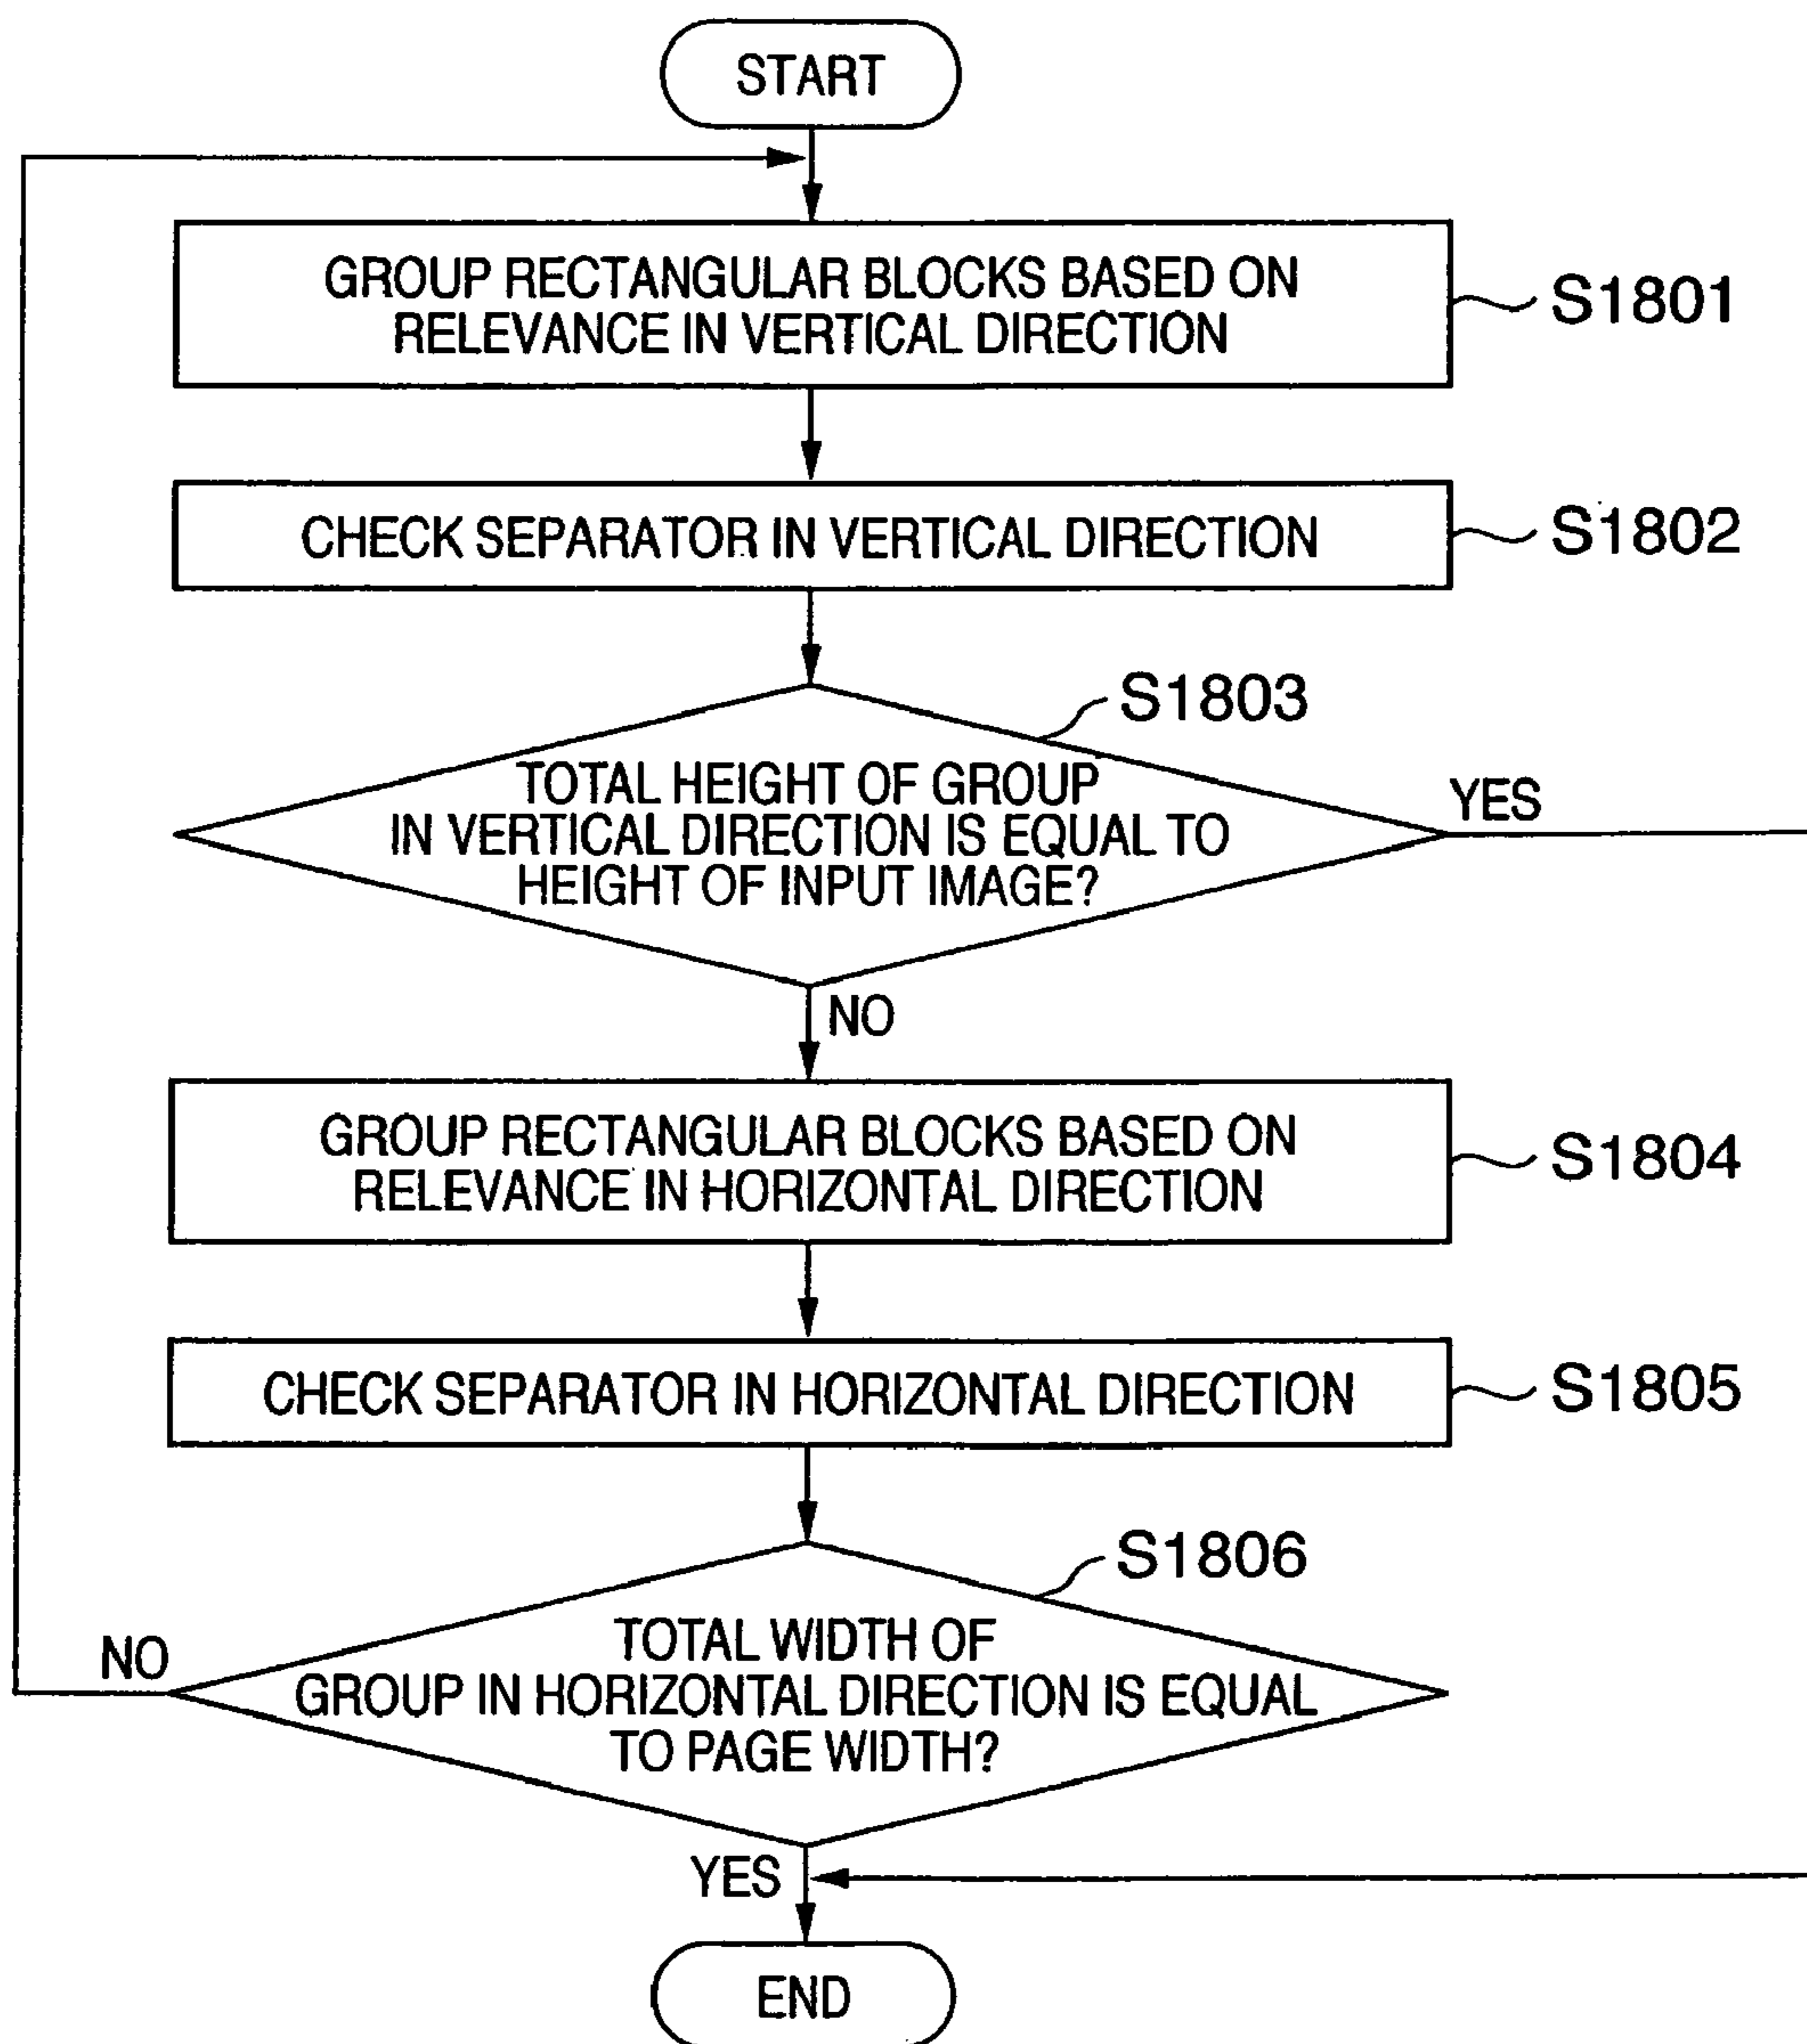 START
GROUP RECTANGULAR BLOCKS BASED ON
RELEVANCE IN VERTICAL DIRECTION
S1801
CHECK SEPARATOR IN VERTICAL DIRECTION
S1802
S1803
TOTAL HEIGHT OF GROUP
IN VERTICAL DIRECTION IS EQUAL TO
HEIGHT OF INPUT IMAGE?
YES
NO
GROUP RECTANGULAR BLOCKS BASED ON
RELEVANCE IN HORIZONTAL DIRECTION
S1804
CHECK SEPARATOR IN HORIZONTAL DIRECTION
S1805
S1806
TOTAL WIDTH OF
GROUP IN HORIZONTAL DIRECTION IS EQUAL
TO PAGE WIDTH?
NO
YES
END